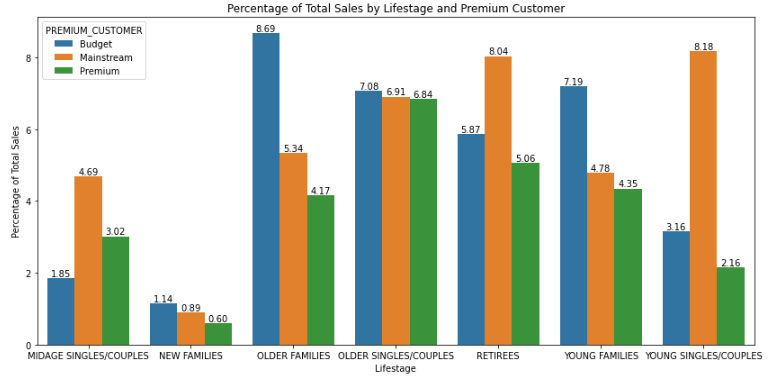 Percentage of Total Sales by Lifestage and Premium Customer
PREMIUM_CUSTOMER
Budget
Mainstream
Premium
Percentage of Total Sales
8
6
4
2
0
1.85
4.69
3.02
1.14
0.89
0.60
8.69
5.34
4.17
7.08
6.91
6.84
5.87
8.04
5.06
7.19
4.78
4.35
3.16
8.18
2.16
MIDAGE SINGLES/COUPLES
NEW FAMILIES
OLDER FAMILIES
OLDER SINGLES/COUPLES
RETIREES
YOUNG FAMILIES
YOUNG SINGLES/COUPLES
Lifestage